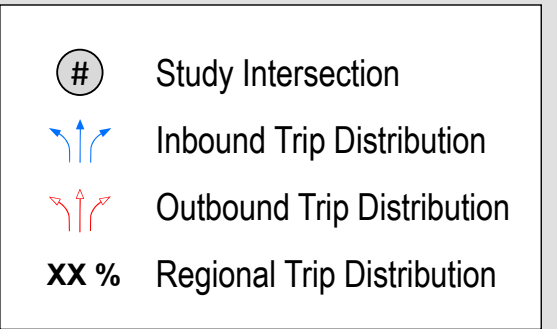 # Study Intersection
Inbound Trip Distribution
Outbound Trip Distribution
XX % Regional Trip Distribution